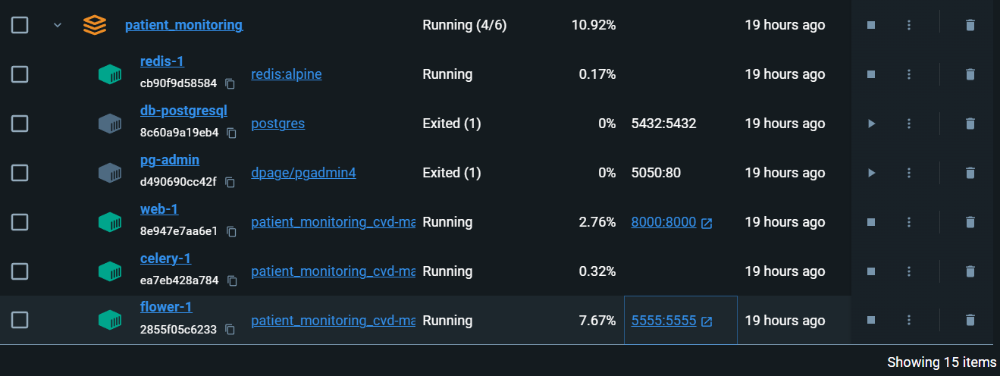 patient_monitoring Running (4/6) 10.92% 19 hours ago
redis-1
cb90f9d58584 redis:alpine Running 0.17% 19 hours ago
db-postgresql
8c60a9a19eb4 postgres Exited (1) 0% 5432:5432 19 hours ago
pg-admin
d490690cc42f dpage/pgadmin4 Exited (1) 0% 5050:80 19 hours ago
web-1
8e947e7aa6e1 patient_monitoring_cvd-ma Running 2.76% 8000:8000 19 hours ago
celery-1
ea7eb428a784 patient_monitoring_cvd-ma Running 0.32% 19 hours ago
flower-1
2855f05c6233 patient_monitoring_cvd-ma Running 7.67% 5555:5555 19 hours ago
Showing 15 items